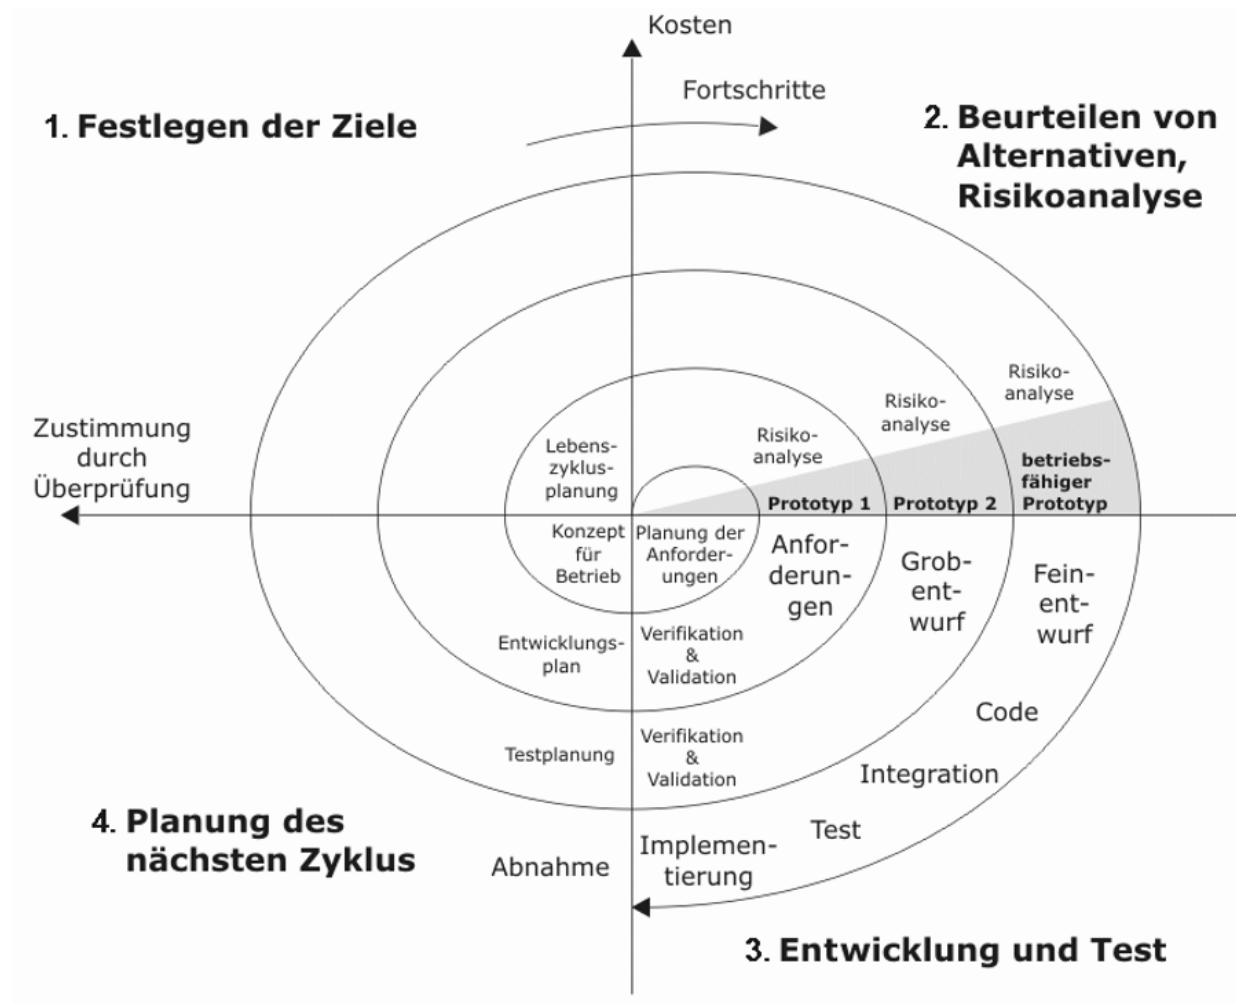 Kosten
Fortschritte
1. Festlegen der Ziele
2. Beurteilen von
Alternativen,
Risikoanalyse
Zustimmung
durch
Überprüfung
Lebens-
zyklus-
planung
Risiko-
analyse
Risiko-
analyse
Risiko-
analyse
Prototyp 1
Prototyp 2
betriebs-
fähiger
Prototyp
Konzept
für
Betrieb
Planung der
Anforder-
ungen
Anfor-
derun-
gen
Grob-
ent-
wurf
Fein-
ent-
wurf
Entwicklungs-
plan
Verifikation
&
Validation
Code
Testplanung
Verifikation
&
Validation
Integration
Test
Implemen-
tierung
Abnahme
4. Planung des
nächsten Zyklus
3. Entwicklung und Test